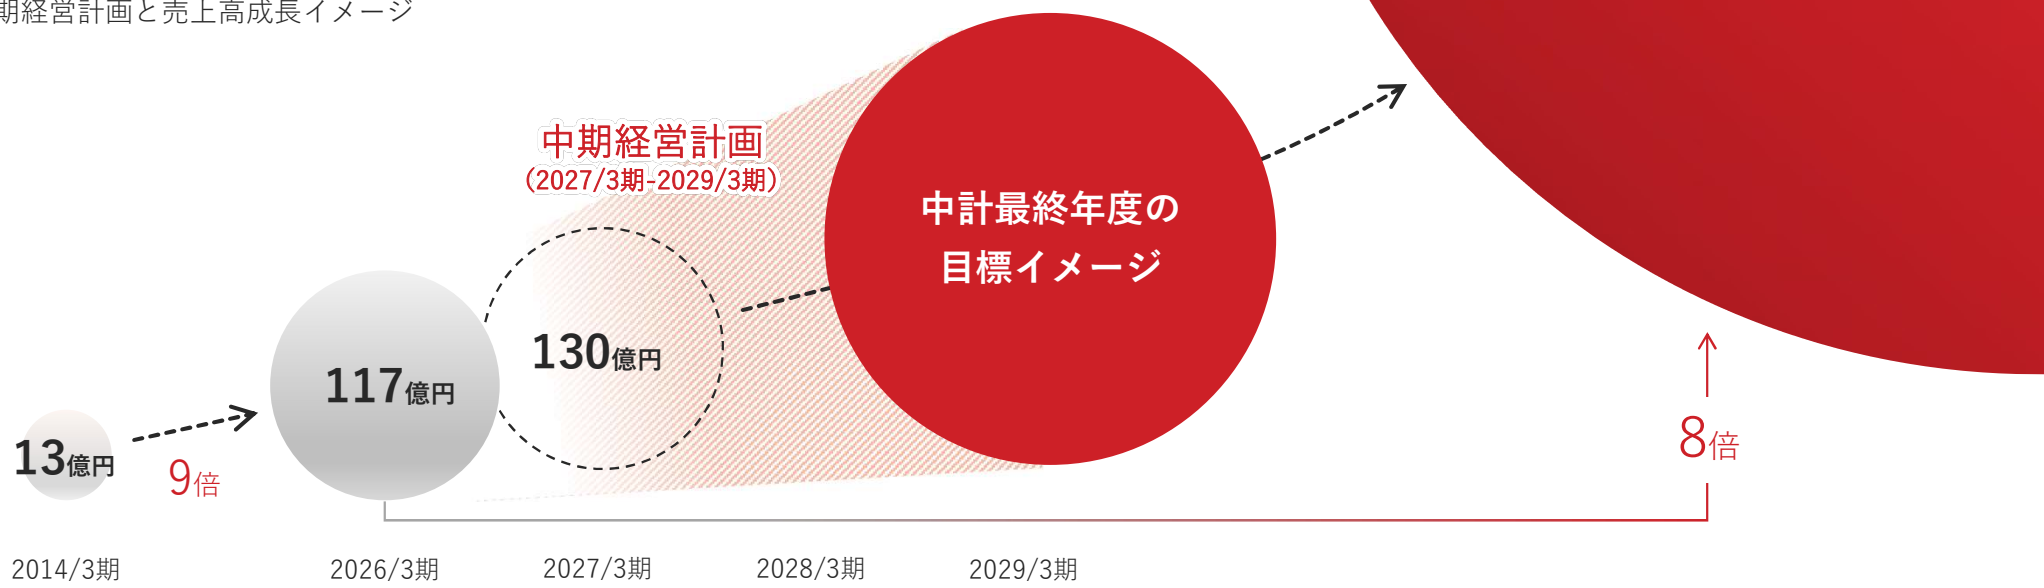 期経営計画と売上高成長イメージ
中期経営計画
(2027/3期-2029/3期)
中計最終年度の
目標イメージ
130億円
117億円
13億円
9倍
8倍
2014/3期
2026/3期
2027/3期
2028/3期
2029/3期